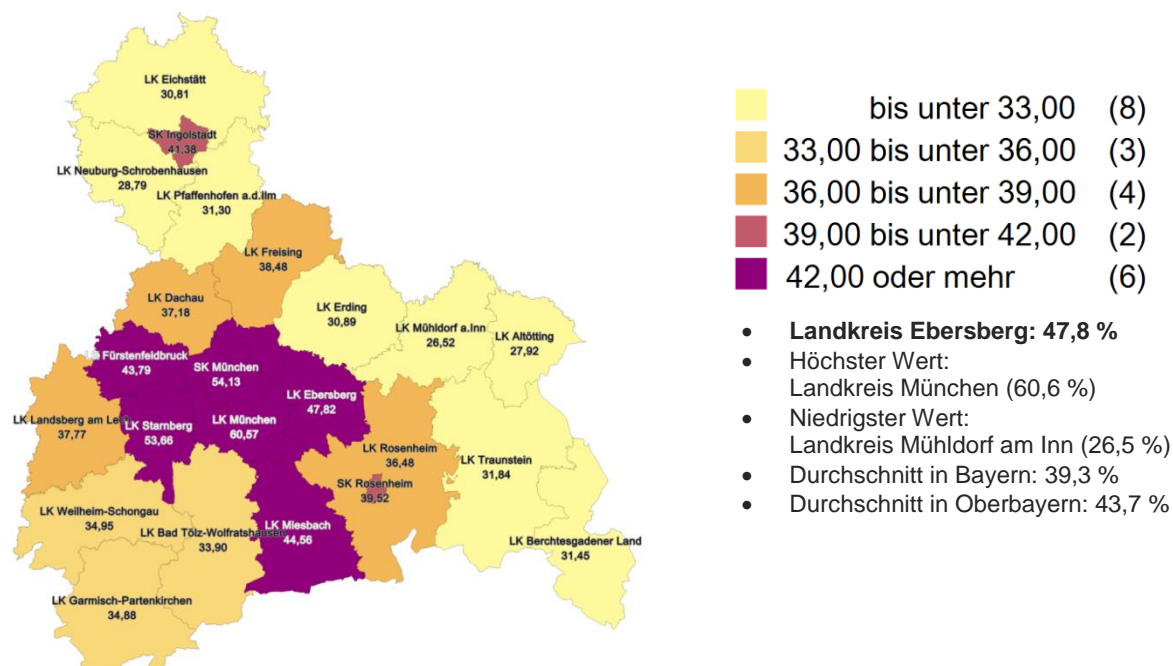 LK Eichstätt
30,81
SK Ingolstadt
41,38
LK Neuburg-Schrobenhausen
28,79
LK Pfaffenhofen a.d.Ilm
31,30
LK Freising
38,48
LK Dachau
37,18
LK Erding
30,89
LK Mühldorf a.Inn
26,52
LK Altötting
27,92
LK Fürstenfeldbruck
43,79
SK München
54,13
LK Ebersberg
47,82
LK Landsberg am Lech
37,77
LK Starnberg
53,66
LK München
60,57
LK Rosenheim
36,48
LK Traunstein
31,84
SK Rosenheim
39,52
LK Weilheim-Schongau
34,95
LK Bad Tölz-Wolfratshausen
33,90
LK Miesbach
44,56
LK Berchtesgadener Land
31,45
LK Garmisch-Partenkirchen
34,88
bis unter 33,00 (8)
33,00 bis unter 36,00 (3)
36,00 bis unter 39,00 (4)
39,00 bis unter 42,00 (2)
42,00 oder mehr (6)
• Landkreis Ebersberg: 47,8 %
• Höchster Wert:
Landkreis München (60,6 %)
• Niedrigster Wert:
Landkreis Mühldorf am Inn (26,5 %)
• Durchschnitt in Bayern: 39,3 %
• Durchschnitt in Oberbayern: 43,7 %